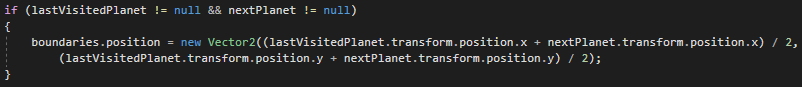 if (lastVisitedPlanet != null && nextPlanet != null)
{
boundaries.position = new Vector2((lastVisitedPlanet.transform.position.x + nextPlanet.transform.position.x) / 2,
(lastVisitedPlanet.transform.position.y + nextPlanet.transform.position.y) / 2);
}